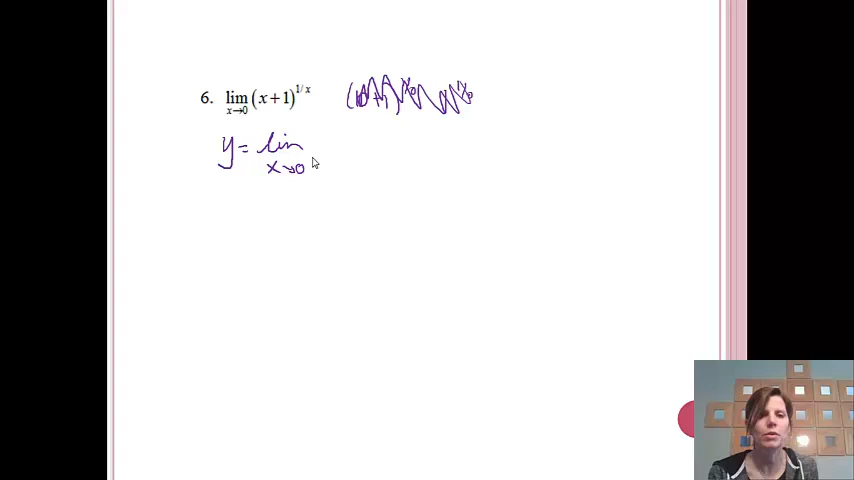 6. lim x→0 (x+1)^{1/x}
y = lim x→0